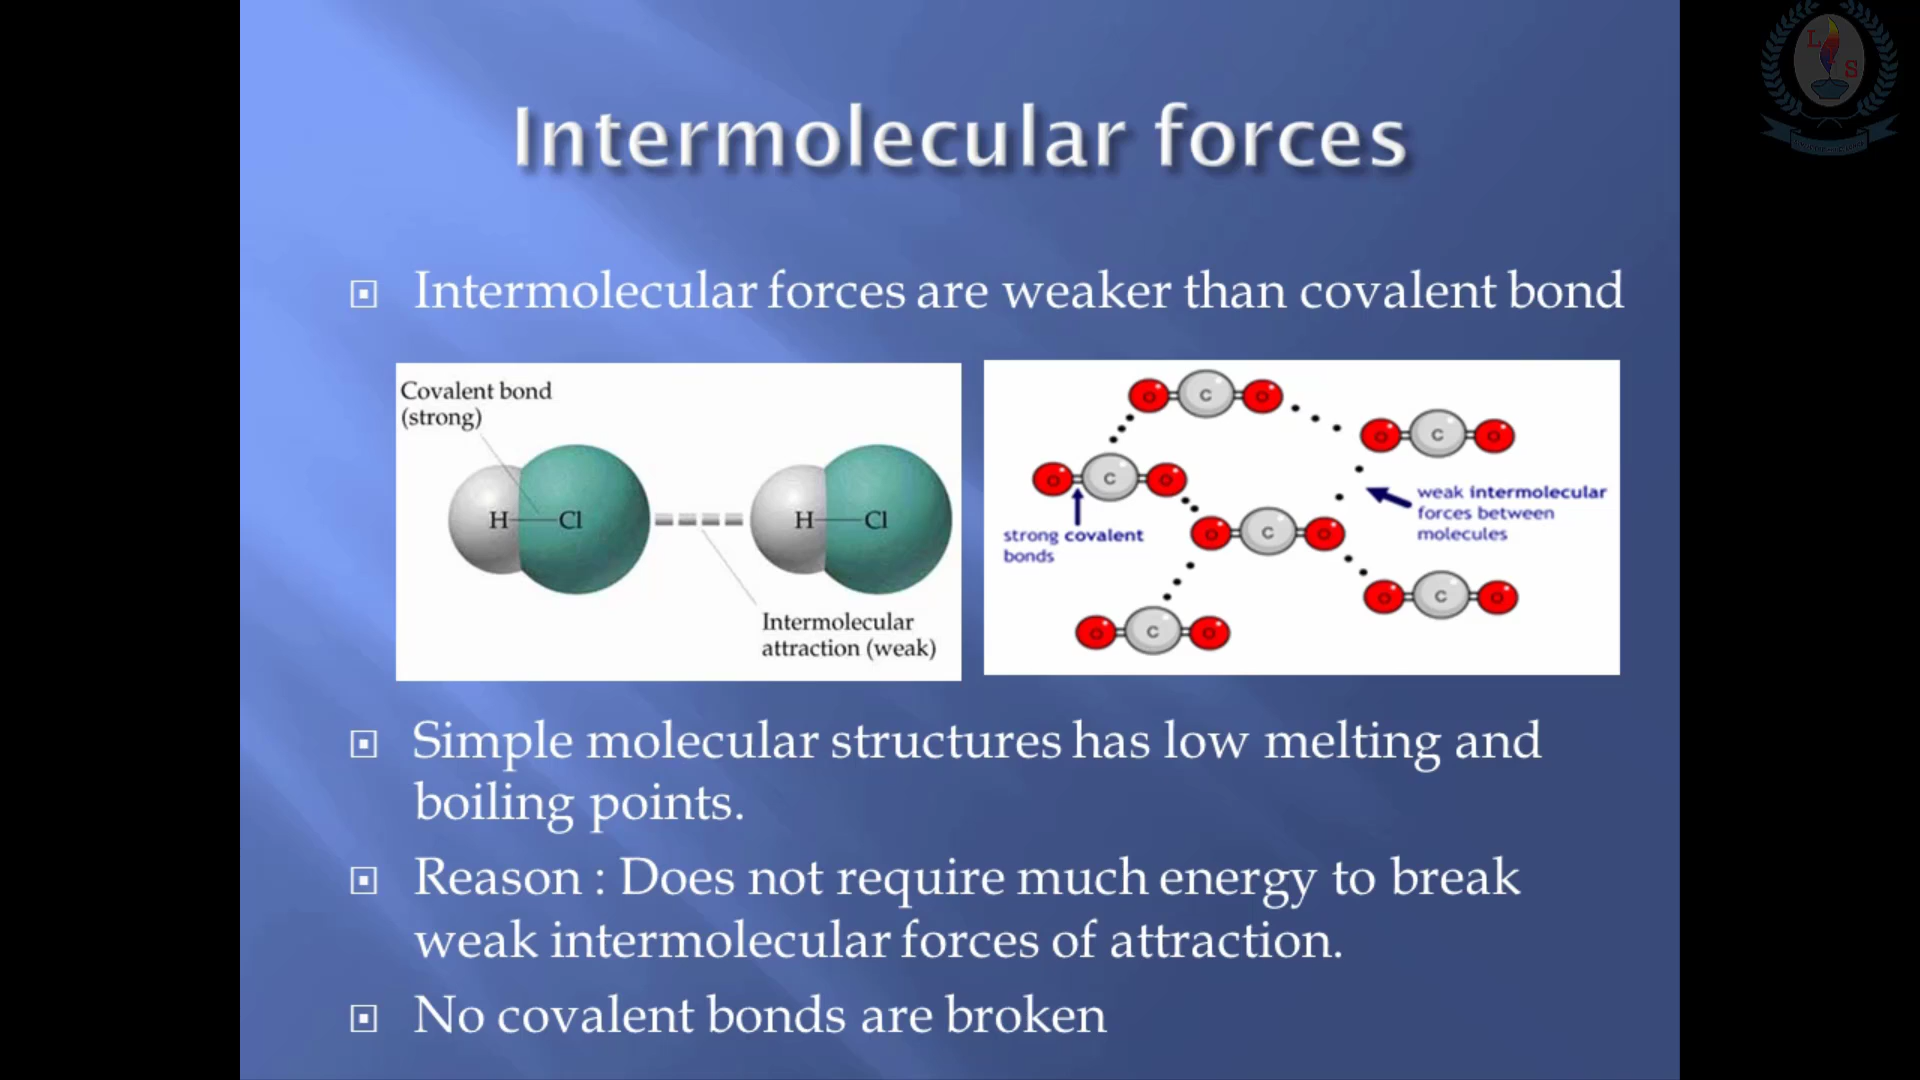 L S
Intermolecular forces
Intermolecular forces are weaker than covalent bond
Covalent bond
(strong)
H Cl
H Cl
Intermolecular
attraction (weak)
O C O
O C O
O C O
strong covalent
bonds
weak intermolecular
forces between
molecules
O C O
O C O
O C O
Simple molecular structures has low melting and
boiling points.
Reason : Does not require much energy to break
weak intermolecular forces of attraction.
No covalent bonds are broken